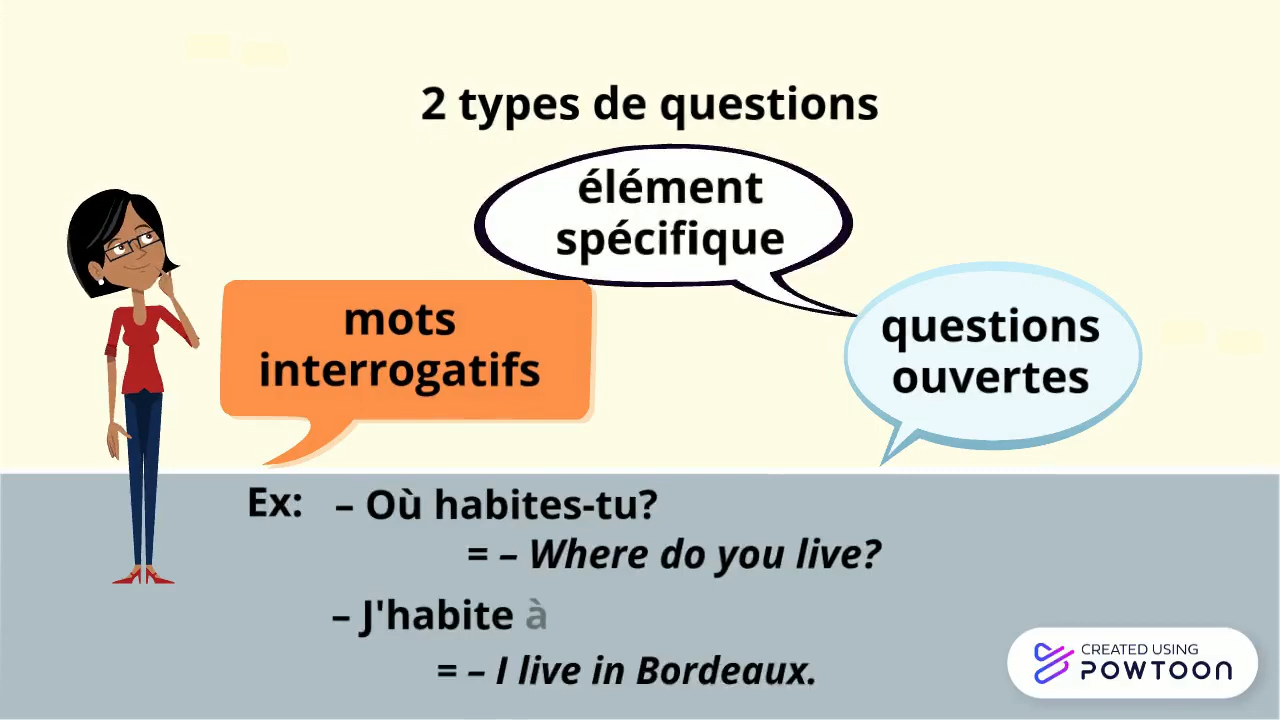 2 types de questions
élément
spécifique
mots
interrogatifs
questions
ouvertes
Ex: – Où habites-tu?
= – Where do you live?
– J'habite à
= – I live in Bordeaux.
CREATED USING
POWTOON